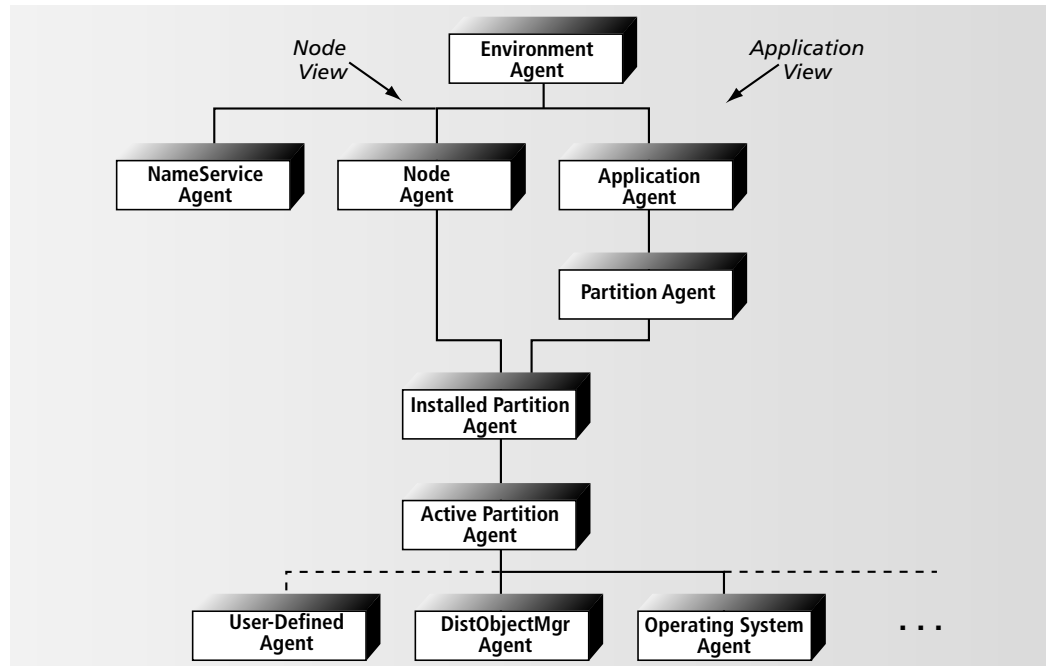 Node
View
Environment
Agent
Application
View
NameService
Agent
Node
Agent
Application
Agent
Partition Agent
Installed Partition
Agent
Active Partition
Agent
User-Defined
Agent
DistObjectMgr
Agent
Operating System
Agent
. . .